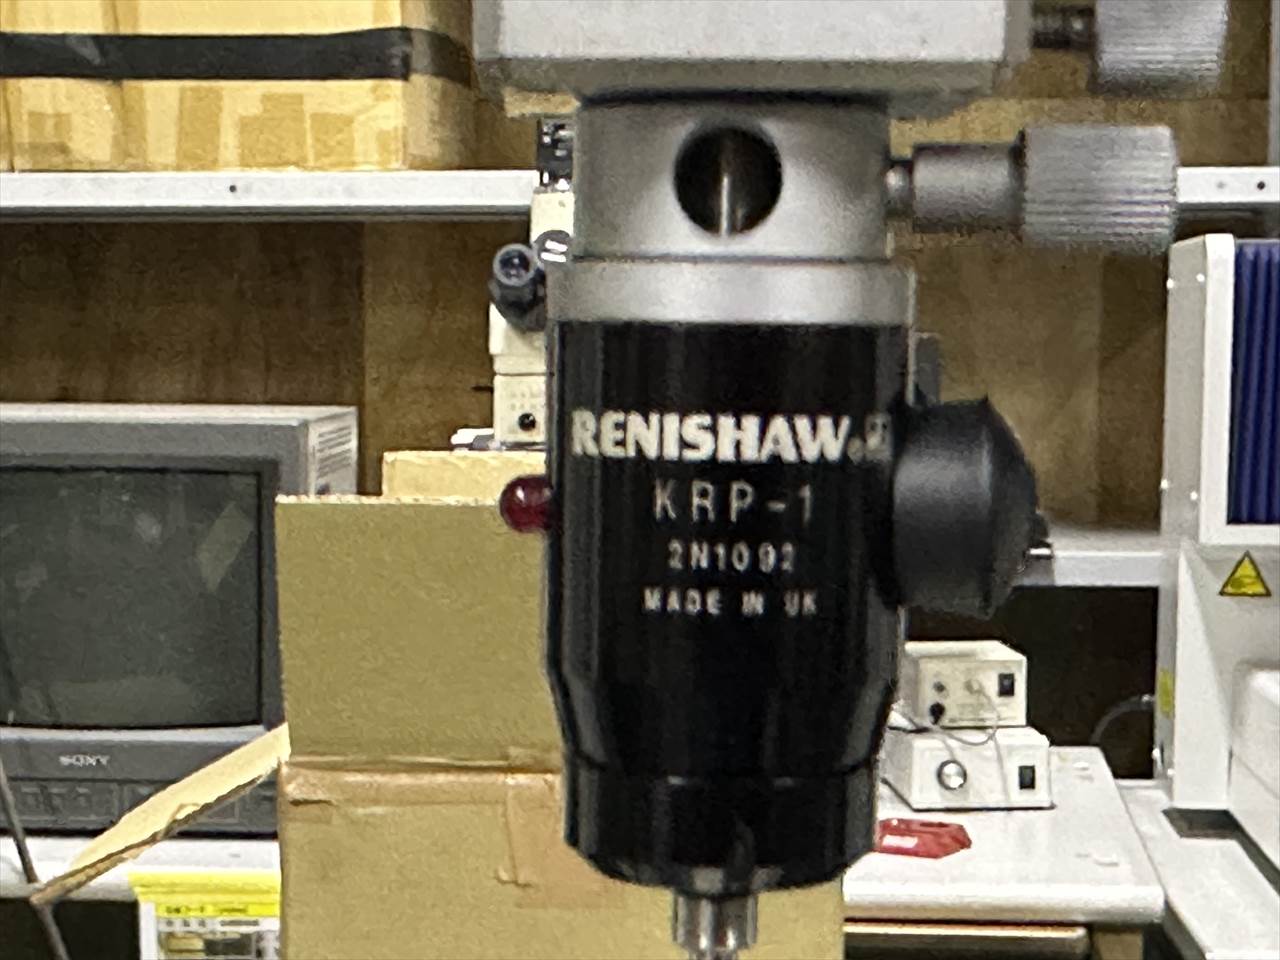 RENISHAW
KRP-1
2N1092
MADE IN UK
SONY